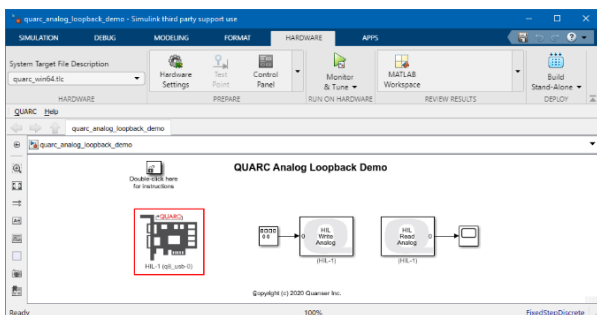 quarc_analog_loopback_demo - Simulink third party support use
SIMULATION DEBUG MODELING FORMAT HARDWARE APPS
System Target File Description
quarc_win64.tlc
Hardware Settings
Test Point
Control Panel
Monitor & Tune
MATLAB Workspace
Build Stand-Alone
HARDWARE PREPARE RUN ON HARDWARE REVIEW RESULTS DEPLOY
QUARC Help
quarc_analog_loopback_demo
quarc_analog_loopback_demo
Double-click here
for instructions
QUARC Analog Loopback Demo
QUARC
HIL-1 (q8_usb-0)
0
HIL
Write
Analog
(HIL-1)
HIL
Read
Analog
0
(HIL-1)
Copyright (c) 2020 Quanser Inc.
Ready 100% FixedStepDiscrete